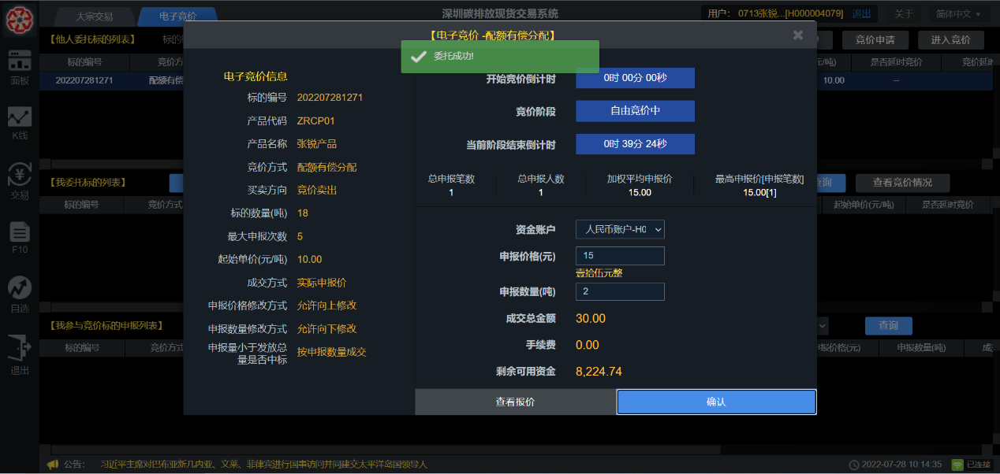 大宗交易
电子竞价
深圳碳排放现货交易系统
用户： 0713张锐...[H000004079] 退出
关于
简体中文
【他人委托标的列表】
竞价申请
进入竞价
标的编号
是否延时竞价
202207281271
10.00
--
面板
K线
交易
F10
自选
退出
【电子竞价 -配额有偿分配】
委托成功!
电子竞价信息
标的编号 202207281271
产品代码 ZRCP01
产品名称 张锐产品
竞价方式 配额有偿分配
买卖方向 竞价卖出
标的数量(吨) 18
最大申报次数 5
起始单价(元/吨) 10.00
成交方式 实际申报价
申报价格修改方式 允许向上修改
申报数量修改方式 允许向下修改
申报量小于发放总量是否中标 按申报数量成交
开始竞价倒计时 0时 00分 00秒
竞价阶段 自由竞价中
当前阶段结束倒计时 0时 39分 24秒
总申报笔数 总申报人数 加权平均申报价 最高申报价[申报笔数]
1 1 15.00 15.00[1]
资金账户 人民币账户-H0
申报价格(元) 15
壹拾伍元整
申报数量(吨) 2
成交总金额 30.00
手续费 0.00
剩余可用资金 8,224.74
查看报价
确认
【我委托标的列表】
查看竞价情况
标的编号 竞价方式
起始单价(元/吨) 是否延时竞价
【我参与竞价标的申报列表】
查询
标的编号 竞价方式
申报数量(吨)
公告： 习近平主席对巴布亚新几内亚、文莱、菲律宾进行国事访问并同建交太平洋岛国领导人
2022-07-28 10:14:35
已连接